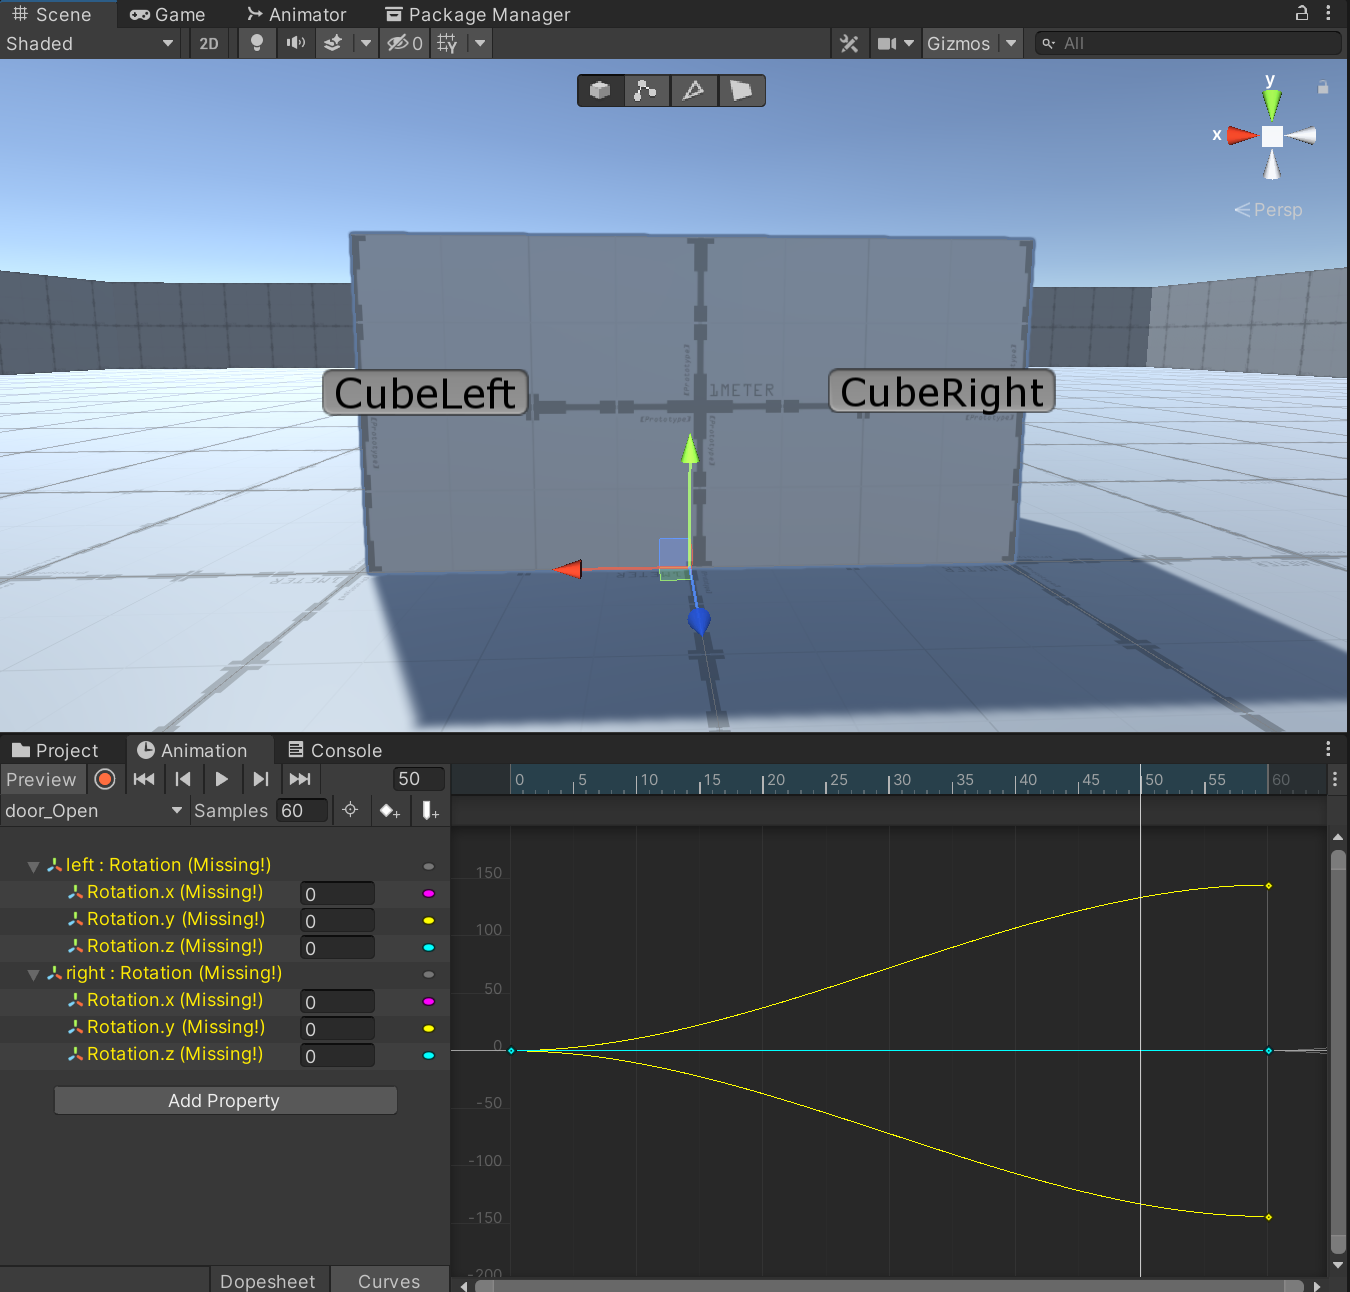 Scene Game Animator Package Manager
Shaded 2D 0 Gizmos All
y
x
Persp
CubeLeft CubeRight
1METER
Project Animation Console
Preview 50 0 5 10 15 20 25 30 35 40 45 50 55 60
door_Open Samples 60
left : Rotation (Missing!)
Rotation.x (Missing!) 0
Rotation.y (Missing!) 0
Rotation.z (Missing!) 0
right : Rotation (Missing!)
Rotation.x (Missing!) 0
Rotation.y (Missing!) 0
Rotation.z (Missing!) 0
Add Property
150
100
50
0
-50
-100
-150
-200
Dopesheet Curves